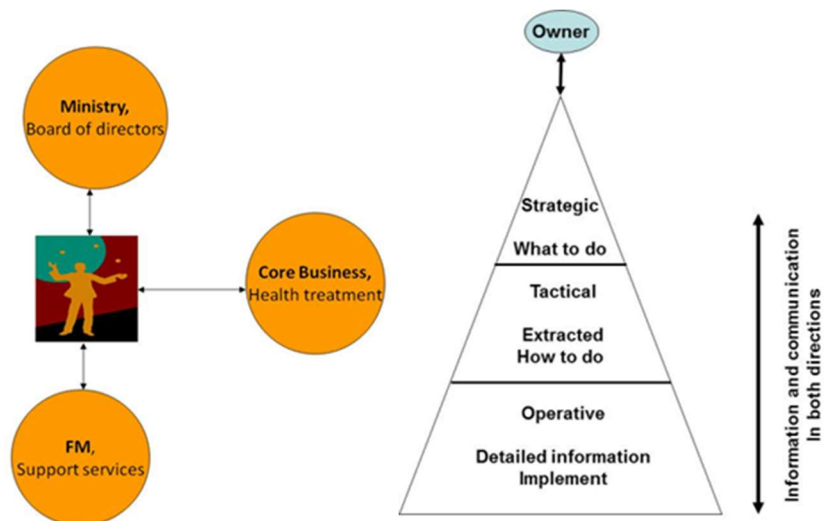 Ministry,
Board of directors
Core Business,
Health treatment
FM,
Support services
Owner
Strategic
What to do
Tactical
Extracted
How to do
Operative
Detailed information
Implement
Information and communication
In both directions